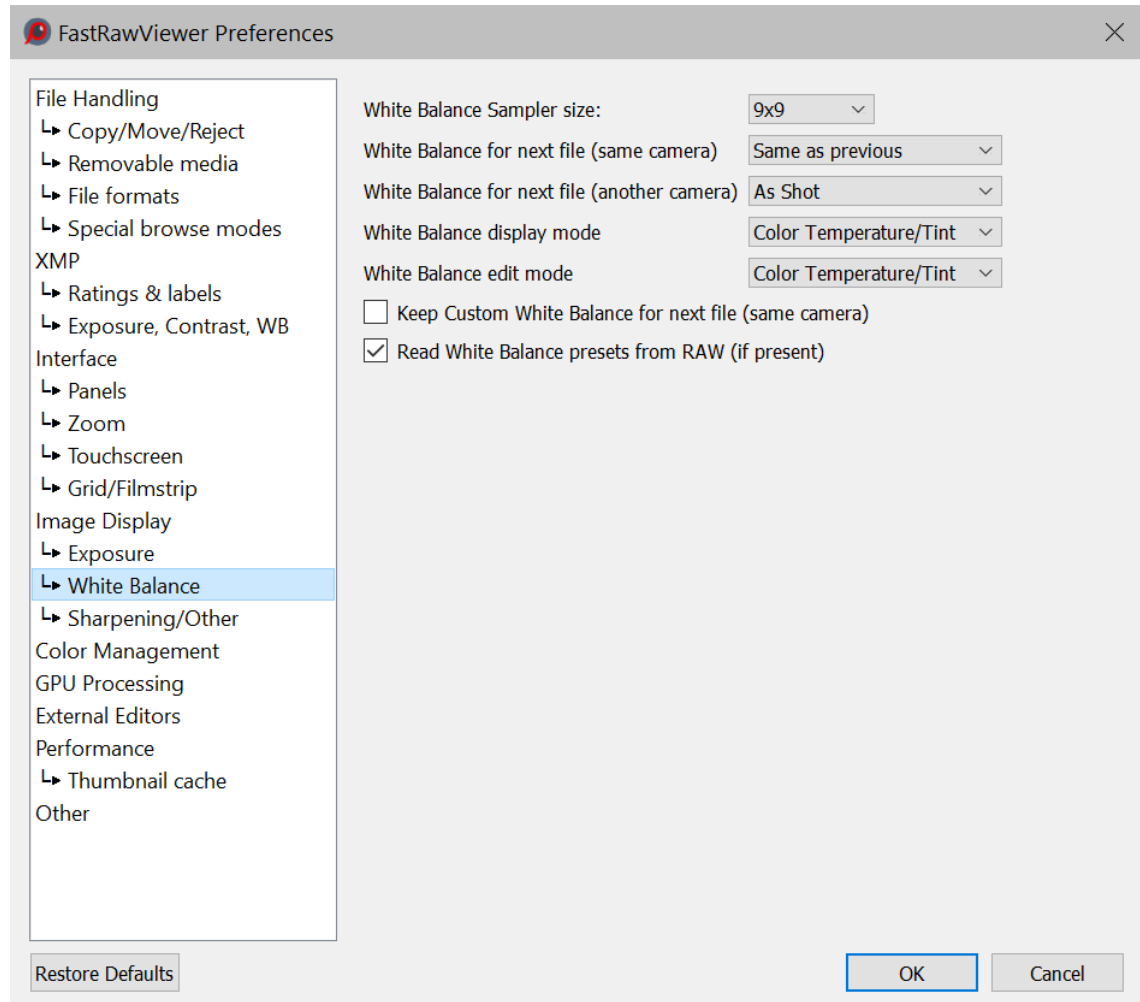 FastRawViewer Preferences
File Handling
Copy/Move/Reject
Removable media
File formats
Special browse modes
XMP
Ratings & labels
Exposure, Contrast, WB
Interface
Panels
Zoom
Touchscreen
Grid/Filmstrip
Image Display
Exposure
White Balance
Sharpening/Other
Color Management
GPU Processing
External Editors
Performance
Thumbnail cache
Other
White Balance Sampler size: 9x9
White Balance for next file (same camera) Same as previous
White Balance for next file (another camera) As Shot
White Balance display mode Color Temperature/Tint
White Balance edit mode Color Temperature/Tint
Keep Custom White Balance for next file (same camera)
Read White Balance presets from RAW (if present)
Restore Defaults OK Cancel